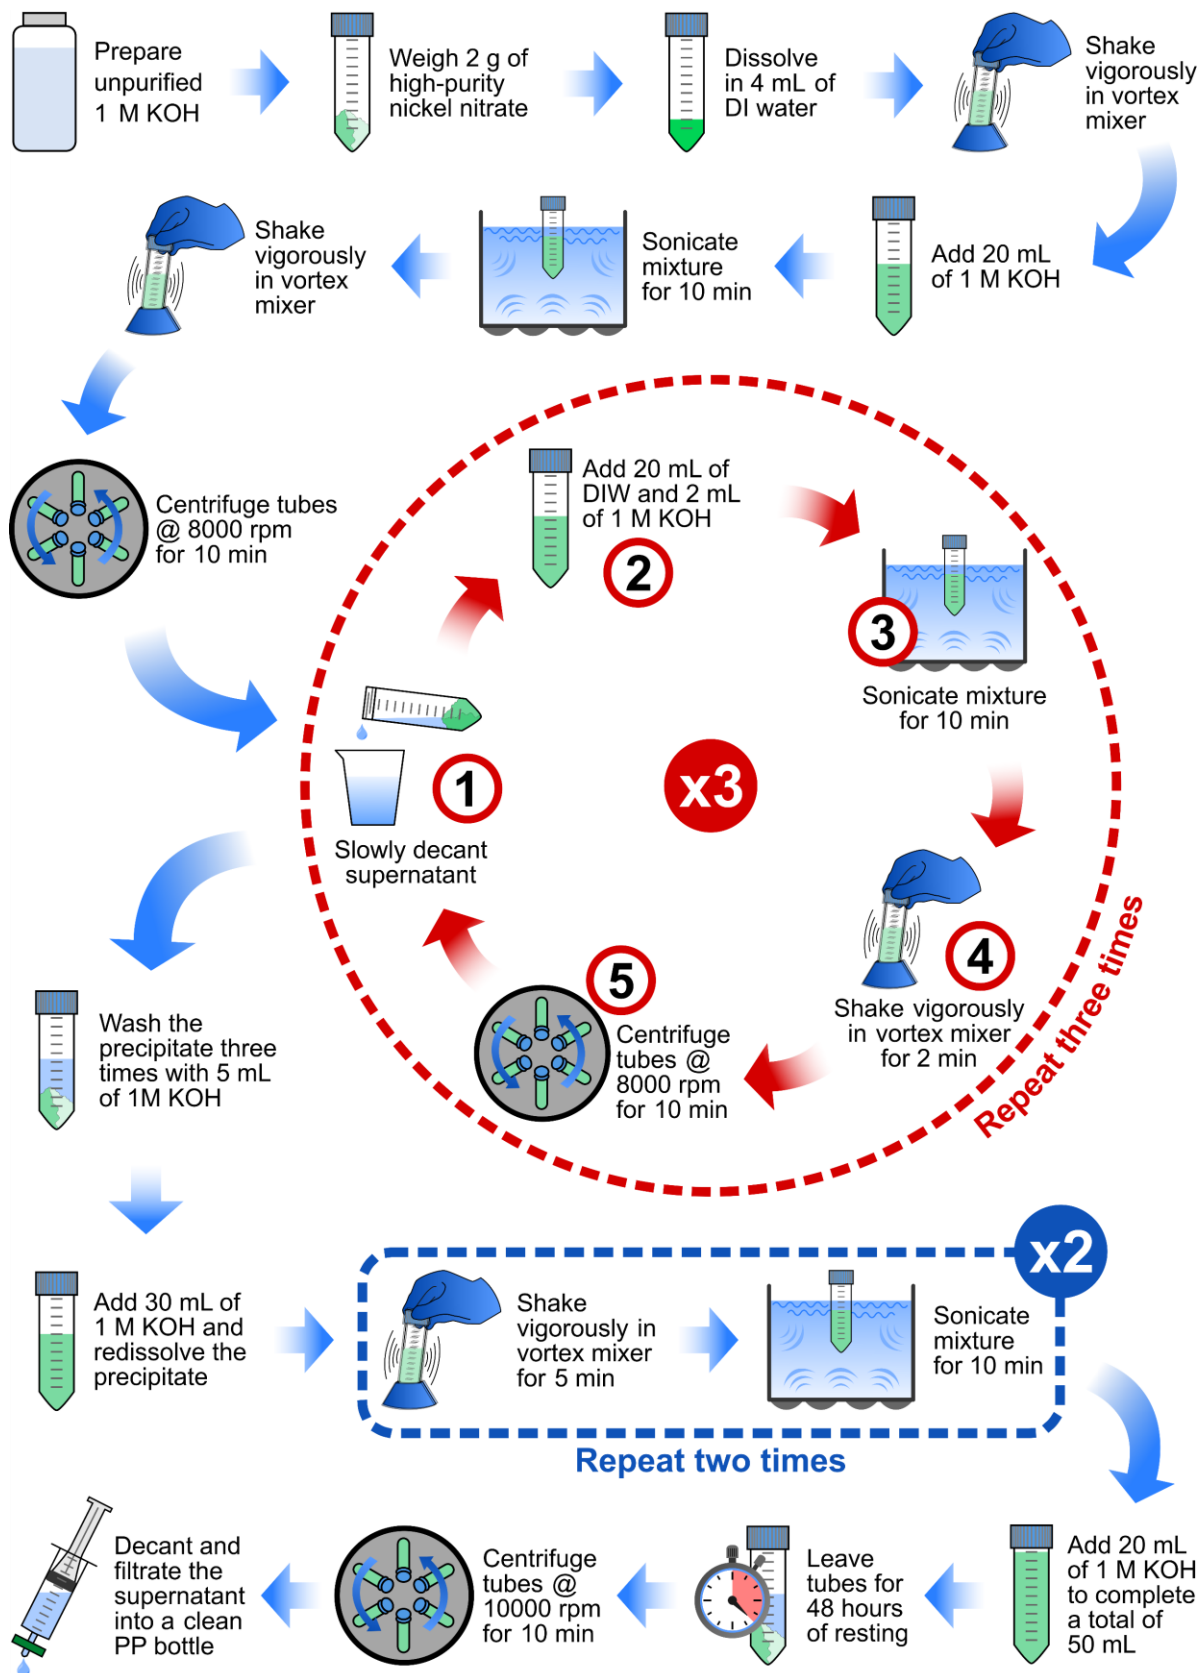 Prepare
unpurified
1 M KOH
Weigh 2 g of
high-purity
nickel nitrate
Dissolve
in 4 mL of
DI water
Shake
vigorously
in vortex
mixer
Add 20 mL
of 1 M KOH
Sonicate
mixture
for 10 min
Shake
vigorously
in vortex
mixer
Centrifuge tubes
@ 8000 rpm
for 10 min
1
Slowly decant
supernatant
Add 20 mL of
DIW and 2 mL
of 1 M KOH
2
3
Sonicate mixture
for 10 min
x3
4
Shake vigorously
in vortex mixer
for 2 min
5
Centrifuge
tubes @
8000 rpm
for 10 min
Repeat three times
Wash the
precipitate three
times with 5 mL
of 1M KOH
Add 30 mL of
1 M KOH and
redissolve the
precipitate
x2
Shake
vigorously in
vortex mixer
for 5 min
Sonicate
mixture
for 10 min
Repeat two times
Add 20 mL
of 1 M KOH
to complete
a total of
50 mL
Leave
tubes for
48 hours
of resting
Centrifuge
tubes @
10000 rpm
for 10 min
Decant and
filtrate the
supernatant
into a clean
PP bottle